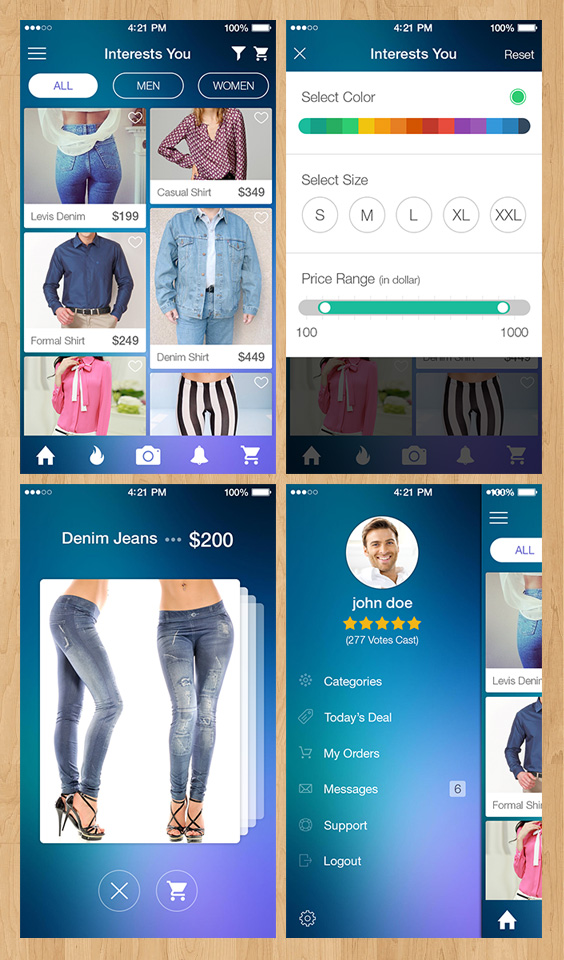 4:21 PM 100%
Interests You
ALL MEN WOMEN
Levis Denim $199
Casual Shirt $349
Formal Shirt $249
Denim Shirt $449
4:21 PM 100%
Interests You Reset
Select Color
Select Size
S M L XL XXL
Price Range (in dollar)
100 1000
Denim Shirt $449
4:21 PM 100%
Denim Jeans $200
4:21 PM 100%
john doe
(277 Votes Cast)
Categories
Today's Deal
My Orders
Messages 6
Support
Logout
ALL
Levis Denim
Formal Shi